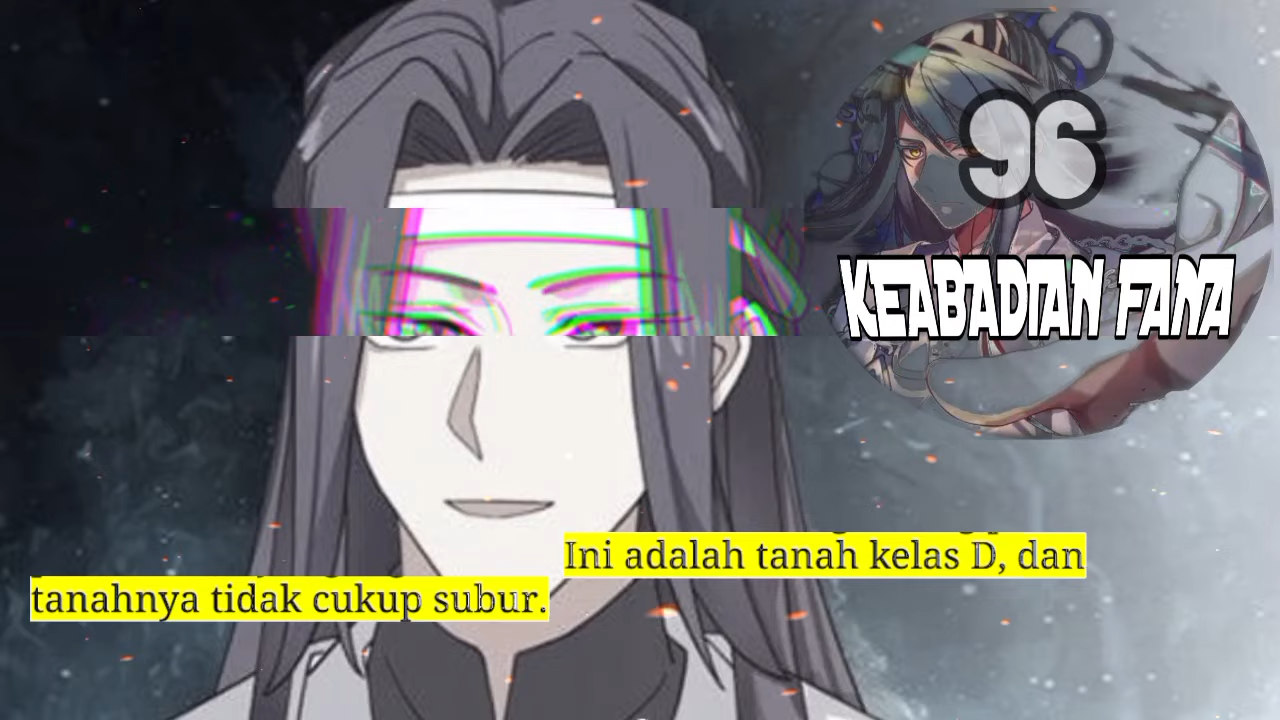 96
KEABADIAN FANA
Ini adalah tanah kelas D, dan
tanahnya tidak cukup subur.